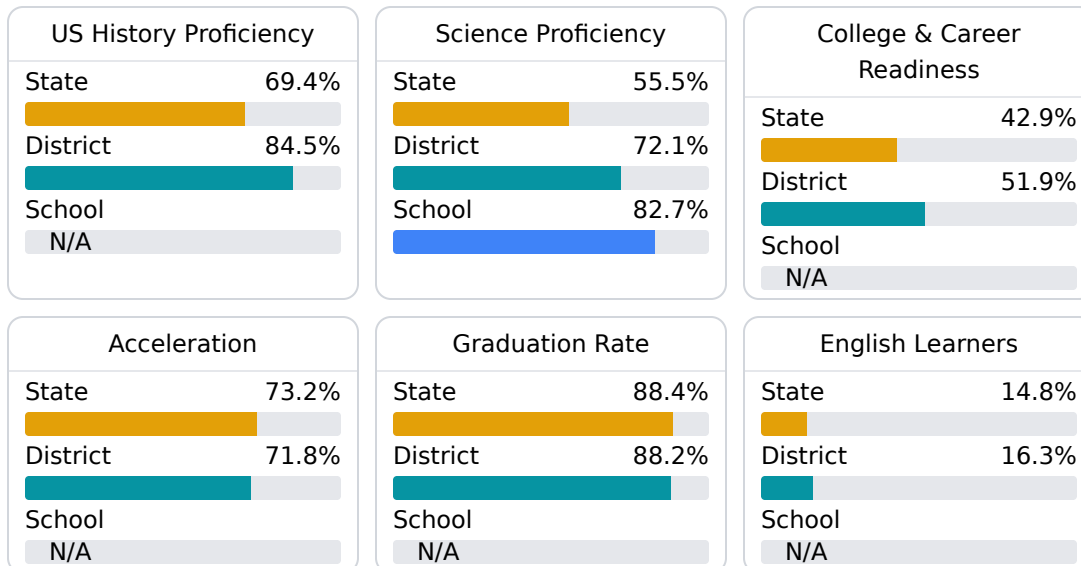 US History Proficiency
State 69.4%
District 84.5%
School
N/A
Science Proficiency
State 55.5%
District 72.1%
School 82.7%
College & Career
Readiness
State 42.9%
District 51.9%
School
N/A
Acceleration
State 73.2%
District 71.8%
School
N/A
Graduation Rate
State 88.4%
District 88.2%
School
N/A
English Learners
State 14.8%
District 16.3%
School
N/A